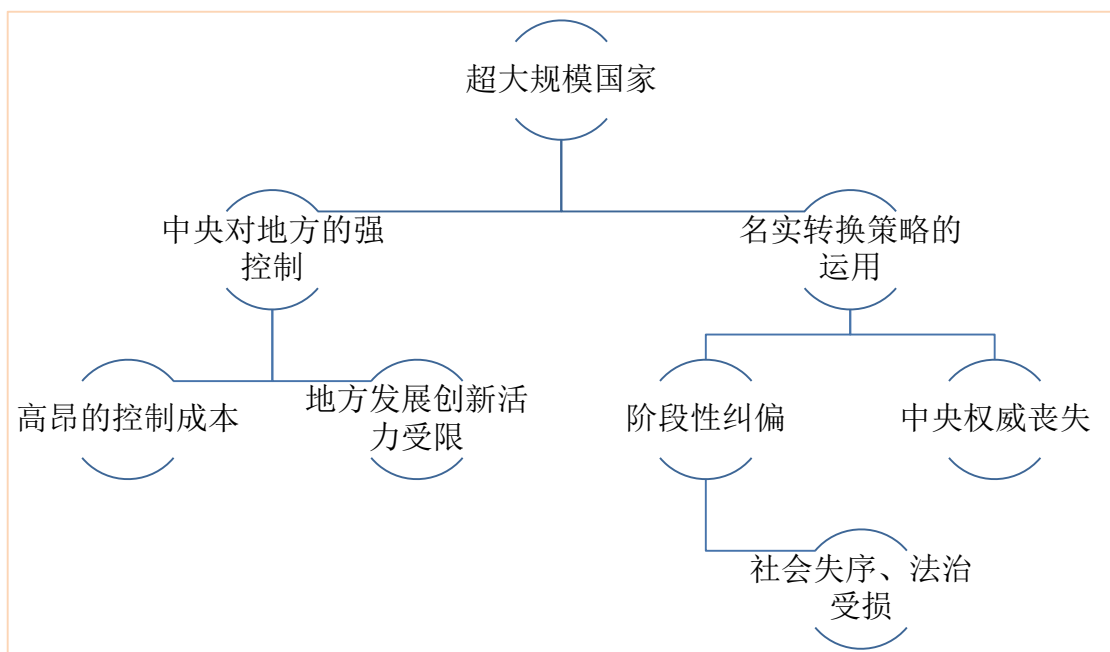 超大规模国家
中央对地方的强
控制
名实转换策略的
运用
高昂的控制成本
地方发展创新活
力受限
阶段性纠偏
中央权威丧失
社会失序、法治
受损